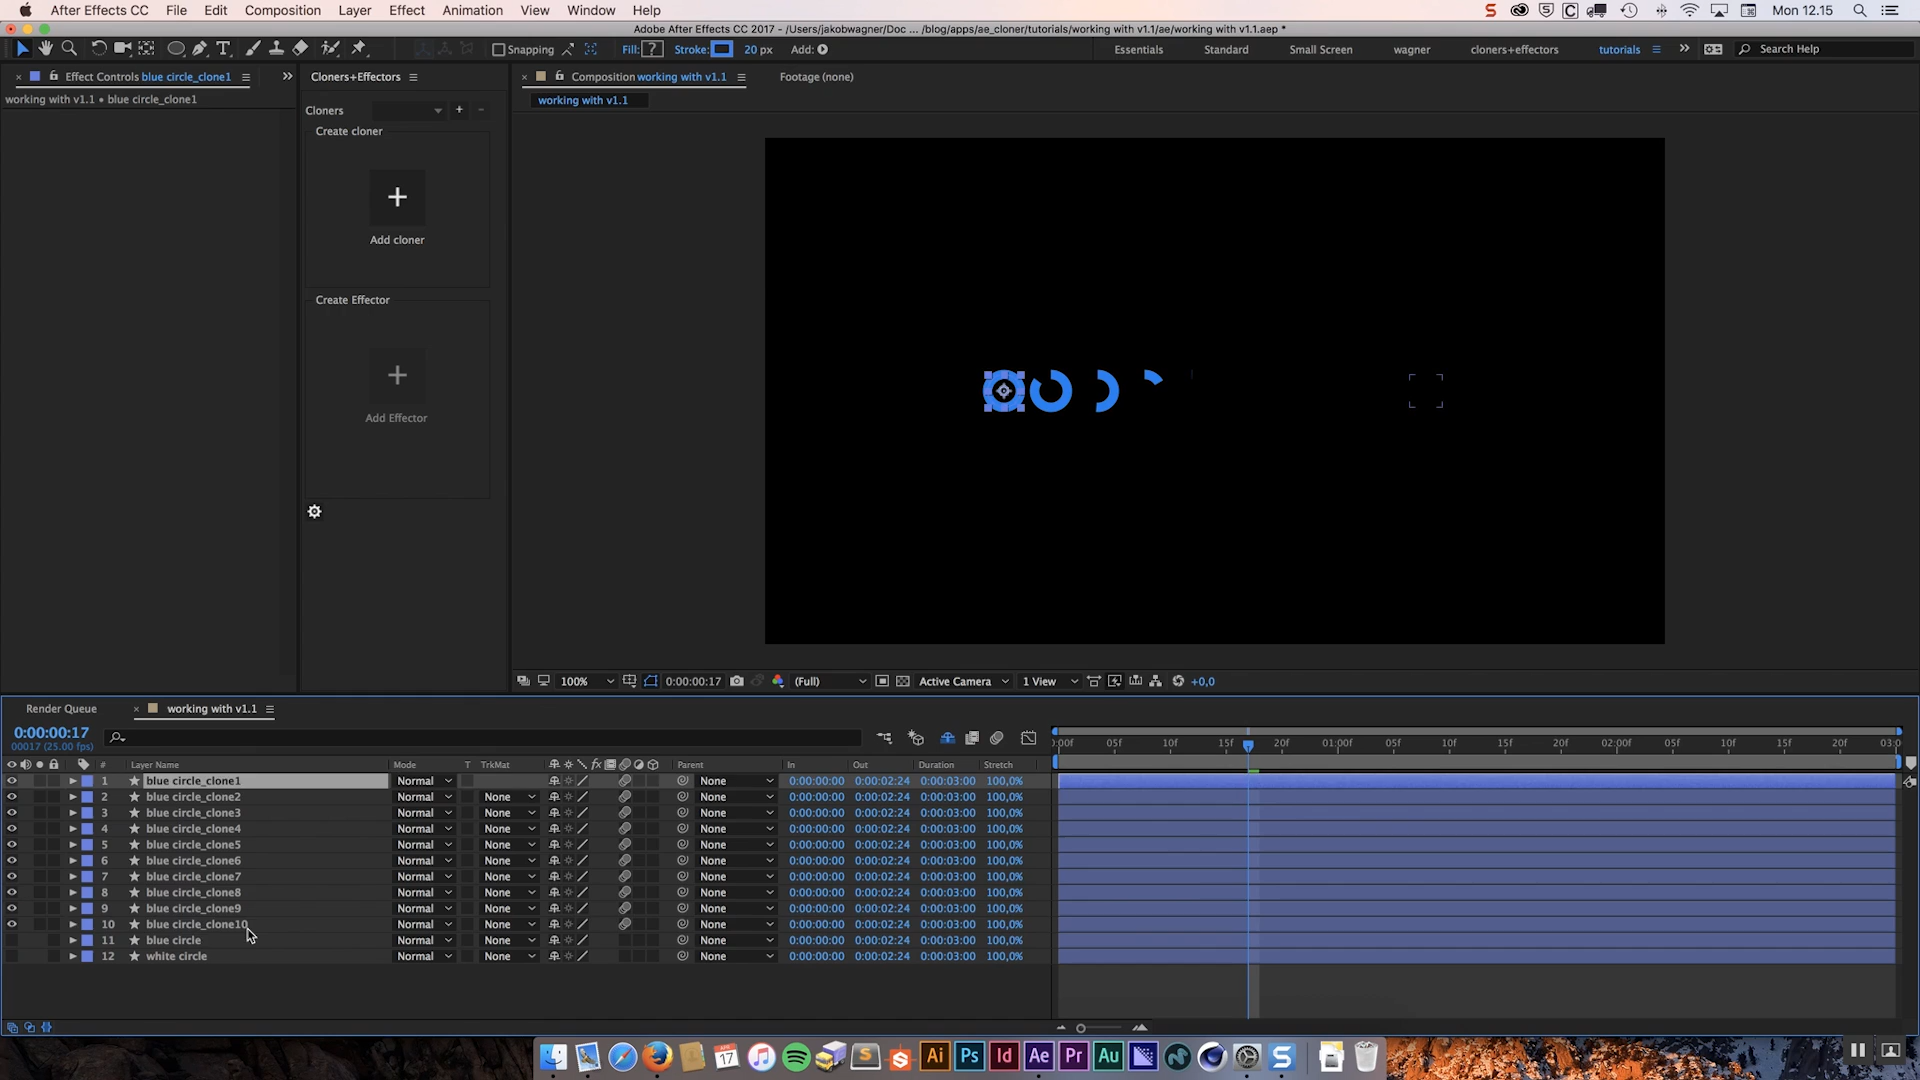 After Effects CC File Edit Composition Layer Effect Animation View Window Help Mon 12.15
Adobe After Effects CC 2017 - /Users/jakobwagner/Doc ... /blog/apps/ae_cloner/tutorials/working with v1.1/ae/working with v1.1.aep *
Snapping Fill: ? Stroke: 20 px Add: Essentials Standard Small Screen wagner cloners+effectors tutorials Search Help
Effect Controls blue circle_clone1
working with v1.1 • blue circle_clone1
Cloners+Effectors
Cloners
Create cloner
Add cloner
Create Effector
Add Effector
Composition working with v1.1 Footage (none)
working with v1.1
100% 0:00:00:17 (Full) Active Camera 1 View +0,0
Render Queue working with v1.1
0:00:00:17
00017 (25.00 fps)
:00f 05f 10f 15f 20f 01:00f 05f 10f 15f 20f 02:00f 05f 10f 15f 20f 03:0
# Layer Name Mode T TrkMat Parent In Out Duration Stretch
1 blue circle_clone1 Normal None 0:00:00:00 0:00:02:24 0:00:03:00 100,0%
2 blue circle_clone2 Normal None None 0:00:00:00 0:00:02:24 0:00:03:00 100,0%
3 blue circle_clone3 Normal None None 0:00:00:00 0:00:02:24 0:00:03:00 100,0%
4 blue circle_clone4 Normal None None 0:00:00:00 0:00:02:24 0:00:03:00 100,0%
5 blue circle_clone5 Normal None None 0:00:00:00 0:00:02:24 0:00:03:00 100,0%
6 blue circle_clone6 Normal None None 0:00:00:00 0:00:02:24 0:00:03:00 100,0%
7 blue circle_clone7 Normal None None 0:00:00:00 0:00:02:24 0:00:03:00 100,0%
8 blue circle_clone8 Normal None None 0:00:00:00 0:00:02:24 0:00:03:00 100,0%
9 blue circle_clone9 Normal None None 0:00:00:00 0:00:02:24 0:00:03:00 100,0%
10 blue circle_clone10 Normal None None 0:00:00:00 0:00:02:24 0:00:03:00 100,0%
11 blue circle Normal None None 0:00:00:00 0:00:02:24 0:00:03:00 100,0%
12 white circle Normal None None 0:00:00:00 0:00:02:24 0:00:03:00 100,0%
APR 17 Ai Ps Id Ae Pr Au